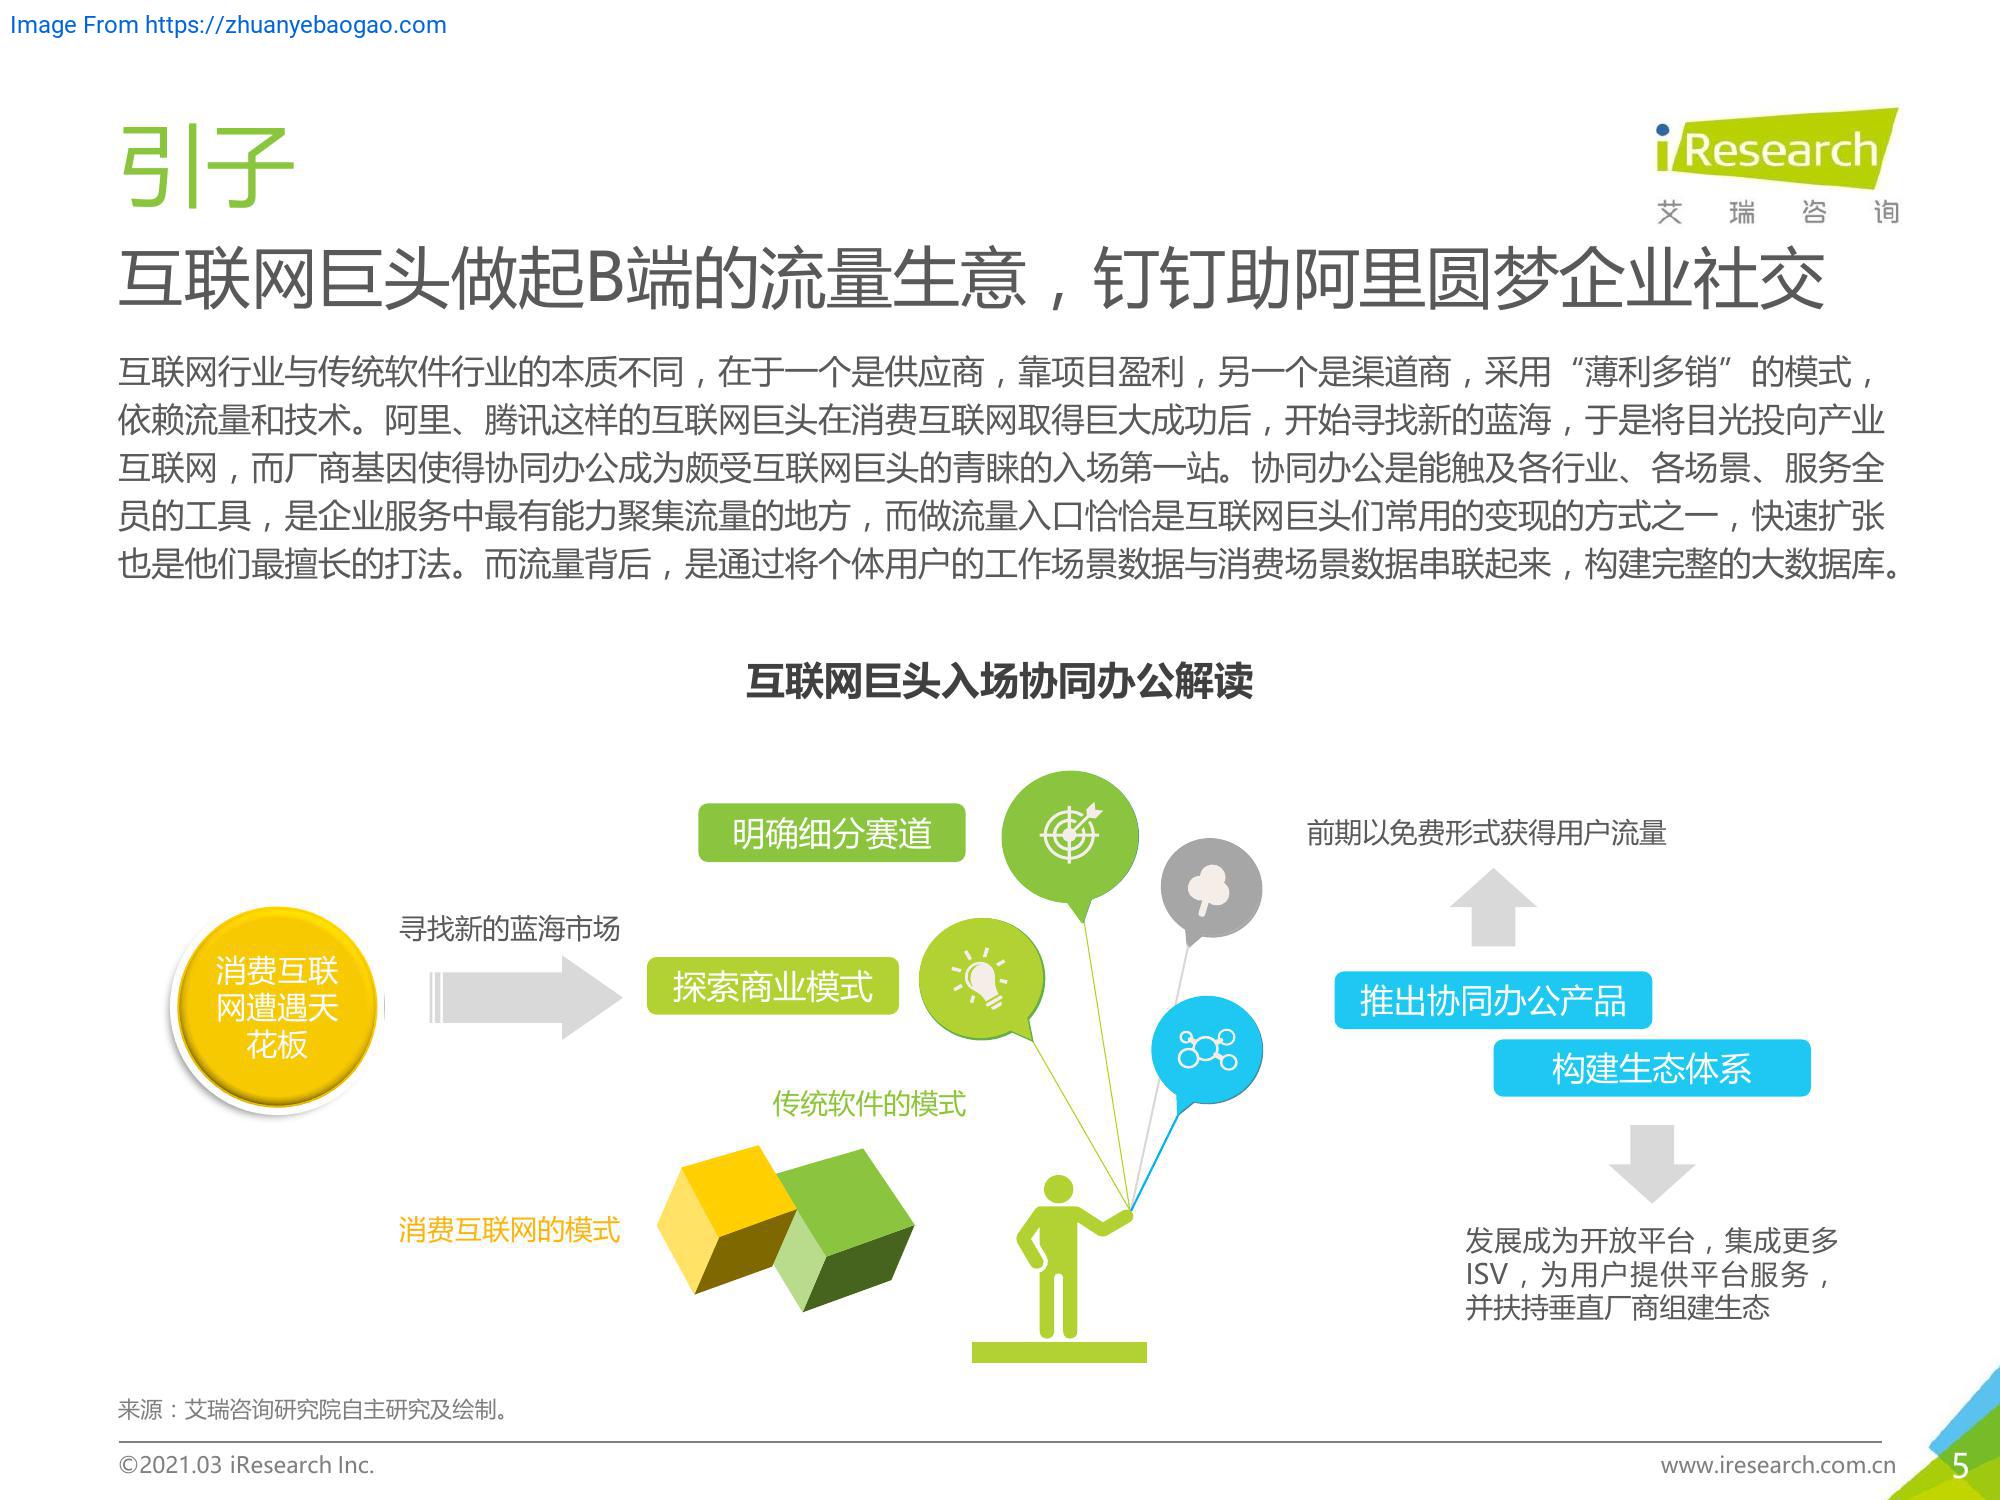 Image From https://zhuanyebaogao.com
引子
iResearch
艾瑞咨询
互联网巨头做起B端的流量生意，钉钉助阿里圆梦企业社交
互联网行业与传统软件行业的本质不同，在于一个是供应商，靠项目盈利，另一个是渠道商，采用“薄利多销”的模式，
依赖流量和技术。阿里、腾讯这样的互联网巨头在消费互联网取得巨大成功后，开始寻找新的蓝海，于是将目光投向产业
互联网，而厂商基因使得协同办公成为颇受互联网巨头的青睐的入场第一站。协同办公是能触及各行业、各场景、服务全
员的工具，是企业服务中最有能力聚集流量的地方，而做流量入口恰恰是互联网巨头们常用的变现的方式之一，快速扩张
也是他们最擅长的打法。而流量背后，是通过将个体用户的工作场景数据与消费场景数据串联起来，构建完整的大数据库。
互联网巨头入场协同办公解读
消费互联
网遭遇天
花板
寻找新的蓝海市场
明确细分赛道
探索商业模式
传统软件的模式
消费互联网的模式
前期以免费形式获得用户流量
推出协同办公产品
构建生态体系
发展成为开放平台，集成更多
ISV，为用户提供平台服务，
并扶持垂直厂商组建生态
来源：艾瑞咨询研究院自主研究及绘制。
©2021.03 iResearch Inc.
www.iresearch.com.cn
5